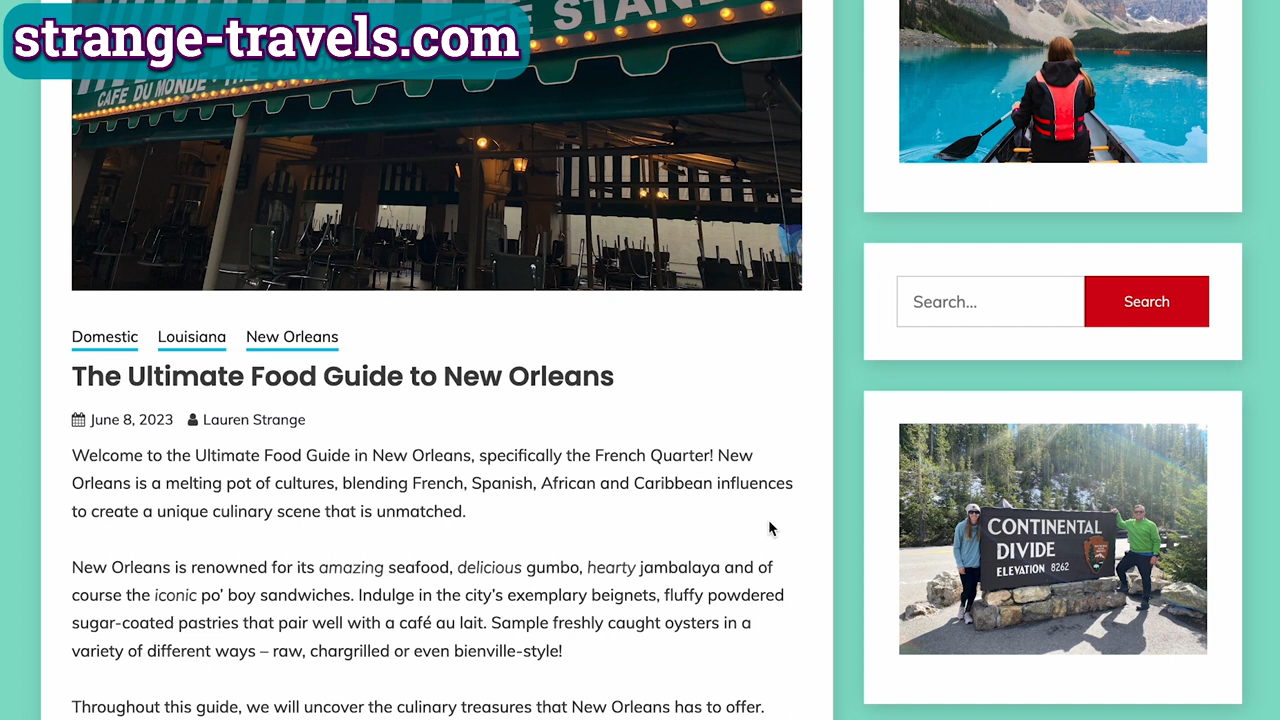 strange-travels.com
STAN
CAFE DU MONDE
Domestic Louisiana New Orleans
The Ultimate Food Guide to New Orleans
June 8, 2023 Lauren Strange
Welcome to the Ultimate Food Guide in New Orleans, specifically the French Quarter! New
Orleans is a melting pot of cultures, blending French, Spanish, African and Caribbean influences
to create a unique culinary scene that is unmatched.
New Orleans is renowned for its amazing seafood, delicious gumbo, hearty jambalaya and of
course the iconic po’ boy sandwiches. Indulge in the city’s exemplary beignets, fluffy powdered
sugar-coated pastries that pair well with a café au lait. Sample freshly caught oysters in a
variety of different ways – raw, chargrilled or even bienville-style!
Throughout this guide, we will uncover the culinary treasures that New Orleans has to offer.
Search...
Search
CONTINENTAL
DIVIDE
ELEVATION 8262